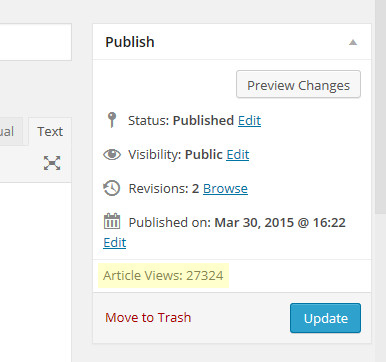 Publish
Preview Changes
Status: Published Edit
ual Text
Visibility: Public Edit
Revisions: 2 Browse
Published on: Mar 30, 2015 @ 16:22
Edit
Article Views: 27324
Move to Trash Update